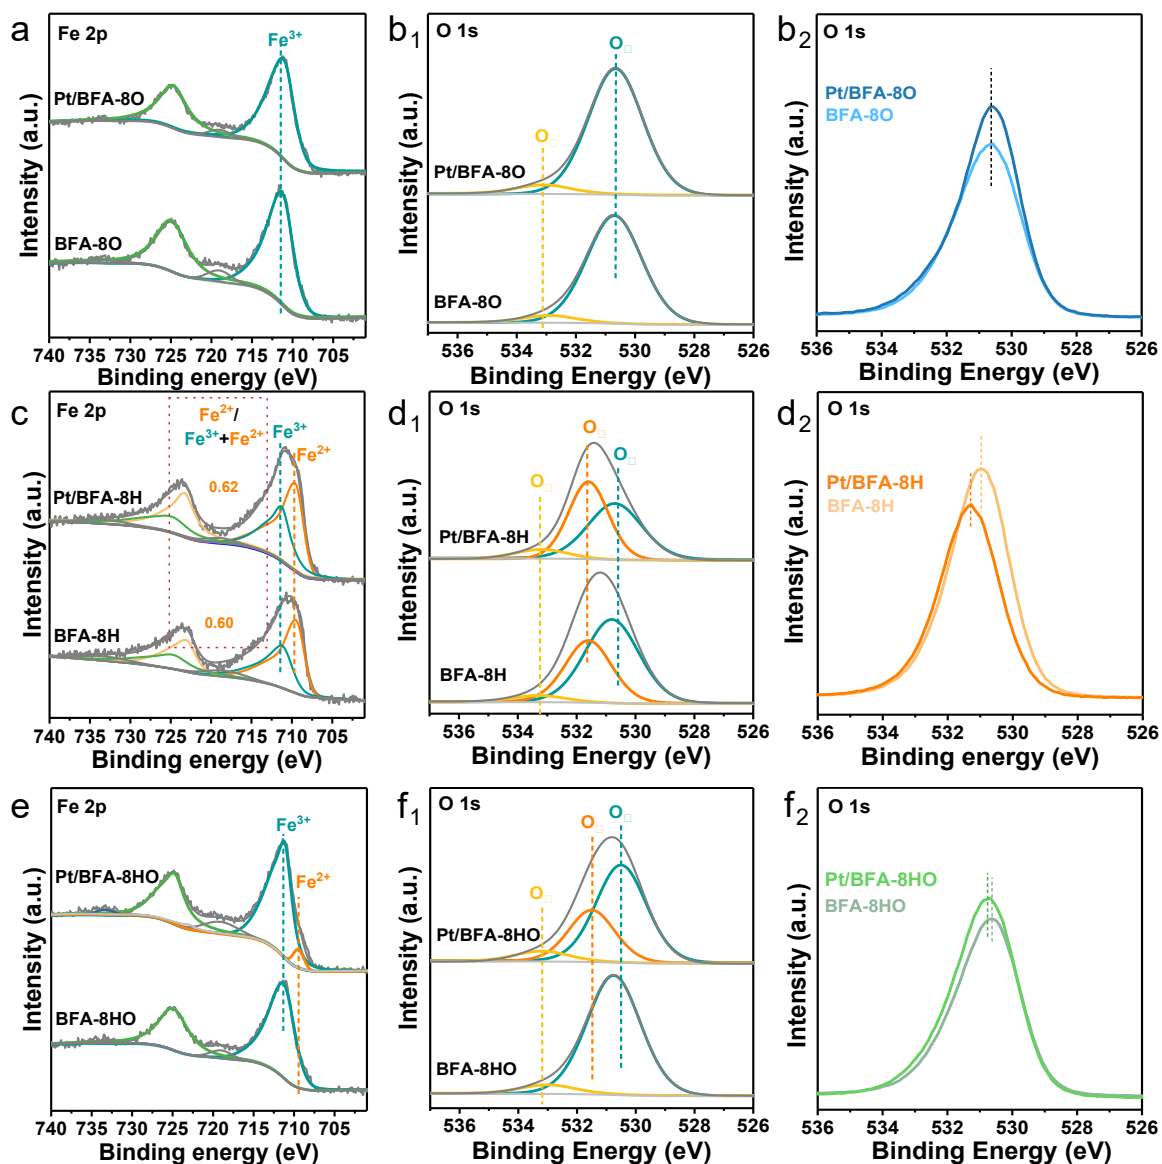 a
Fe 2p
Fe³⁺
Pt/BFA-8O
BFA-8O
Intensity (a.u.)
740 735 730 725 719 715 710 705
Binding energy (eV)
b₁
O 1s
O□
O□
Pt/BFA-8O
BFA-8O
Intensity (a.u.)
536 534 532 530 528 526
Binding Energy (eV)
b₂
O 1s
Pt/BFA-8O
BFA-8O
Intensity (a.u.)
536 534 532 530 528 526
Binding Energy (eV)
c
Fe 2p
Fe²⁺/
Fe³⁺+Fe²⁺
Fe³⁺
Fe²⁺
0.62
Pt/BFA-8H
0.60
BFA-8H
Intensity (a.u.)
740 735 730 725 719 715 710 705
Binding energy (eV)
d₁
O 1s
O□
O□
O□
Pt/BFA-8H
BFA-8H
Intensity (a.u.)
536 534 532 530 528 526
Binding Energy (eV)
d₂
O 1s
Pt/BFA-8H
BFA-8H
Intensity (a.u.)
536 534 532 530 528 526
Binding energy (eV)
e
Fe 2p
Fe³⁺
Fe²⁺
Pt/BFA-8HO
BFA-8HO
Intensity (a.u.)
740 735 730 725 719 715 710 705
Binding energy (eV)
f₁
O 1s
O□
O□
O□
Pt/BFA-8HO
BFA-8HO
Intensity (a.u.)
536 534 532 530 528 526
Binding Energy (eV)
f₂
O 1s
Pt/BFA-8HO
BFA-8HO
Intensity (a.u.)
536 534 532 530 528 526
Binding Energy (eV)